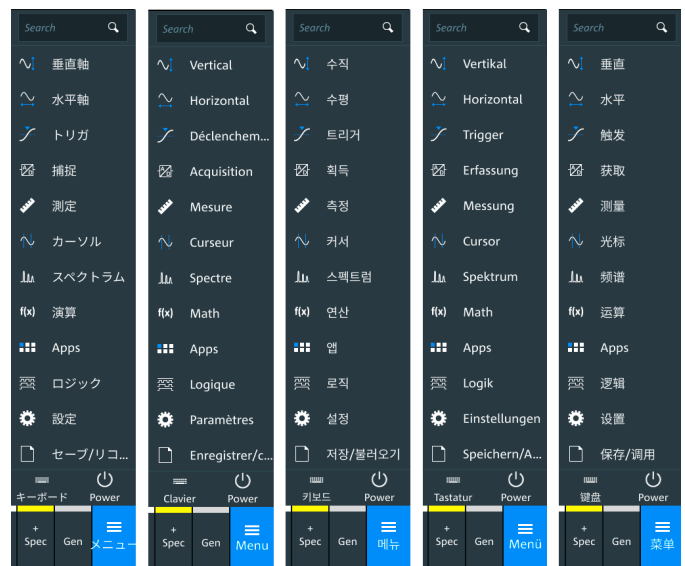 Search
垂直軸
水平軸
トリガ
捕捉
測定
カーソル
スペクトラム
f(x) 演算
Apps
ロジック
設定
セーブ/リコ...
キーボード Power
+
Spec Gen メニュー
Search
Vertical
Horizontal
Déclenchem...
Acquisition
Mesure
Curseur
Spectre
f(x) Math
Apps
Logique
Paramètres
Enregistrer/c...
Clavier Power
+
Spec Gen Menu
Search
수직
수평
트리거
획득
측정
커서
스펙트럼
f(x) 연산
앱
로직
설정
저장/불러오기
키보드 Power
+
Spec Gen 메뉴
Search
Vertikal
Horizontal
Trigger
Erfassung
Messung
Cursor
Spektrum
f(x) Math
Apps
Logik
Einstellungen
Speichern/A...
Tastatur Power
+
Spec Gen Menü
Search
垂直
水平
触发
获取
测量
光标
频谱
f(x) 运算
Apps
逻辑
设置
保存/调用
键盘 Power
+
Spec Gen 菜单